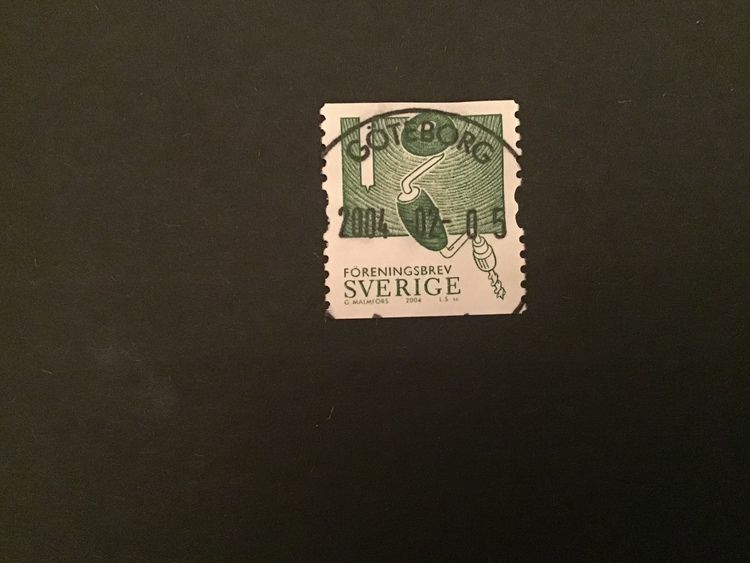 GÖTEBORG
2004-02-05
FÖRENINGSBREV
SVERIGE
G MALMFORS 2004 L.S sc